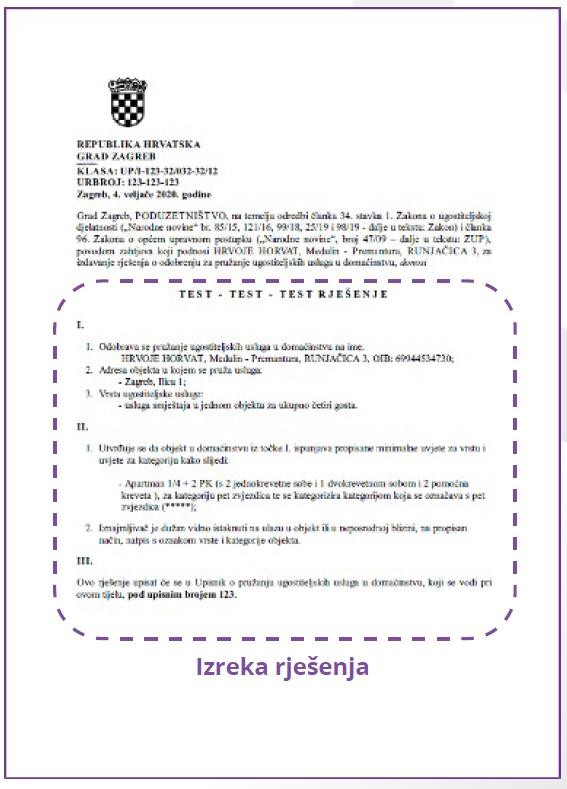 REPUBLIKA HRVATSKA
GRAD ZAGREB
KLASA: UP/I-123-32/032-32/12
URBROJ: 123-123-123
Zagreb, 4. veljače 2020. godine
Grad Zagreb, PODUZETNIŠTVO, na temelju odredbi članka 34. stavka 1. Zakona o ugostiteljskoj
djelatnosti („Narodne novine“ br. 85/15, 121/16, 99/18, 25/19 i 98/19 - dalje u tekstu: Zakon) i članka
96. Zakona o općem upravnom postupku („Narodne novine“, broj 47/09 – dalje u tekstu: ZUP),
povodom zahtjeva koji podnosi HRVOJE HORVAT, Medulin - Premantura, RUNJAČICA 3, za
izdavanje rješenja o odobrenju za pružanje ugostiteljskih usluga u domaćinstvu, donosi
TEST - TEST - TEST RJEŠENJE
I.
1. Odobrava se pružanje ugostiteljskih usluga u domaćinstvu na ime:
HRVOJE HORVAT, Medulin - Premantura, RUNJAČICA 3, OIB: 69944534730;
2. Adresa objekta u kojem se pruža usluga:
- Zagreb, Ilica 1;
3. Vrsta ugostiteljske usluge:
- usluga smještaja u jednom objektu za ukupno četiri gosta.
II.
1. Utvrđuje se da objekt u domaćinstvu iz točke I. ispunjava propisane minimalne uvjete za vrstu i
uvjete za kategoriju kako slijedi:
- Apartman 1/4 + 2 PK (s 2 jednokrevetne sobe i 1 dvokrevetnom sobom i 2 pomoćna
kreveta ), za kategoriju pet zvjezdica te se kategorizira kategorijom koja se označava s pet
zvjezdica (*****);
2. Iznajmljivač je dužan vidno istaknuti na ulazu u objekt ili u neposrednoj blizini, na propisan
način, natpis s oznakom vrste i kategorije objekta.
III.
Ovo rješenje upisat će se u Upisnik o pružanju ugostiteljskih usluga u domaćinstvu, koji se vodi pri
ovom tijelu, pod upisnim brojem 123.
Izreka rješenja